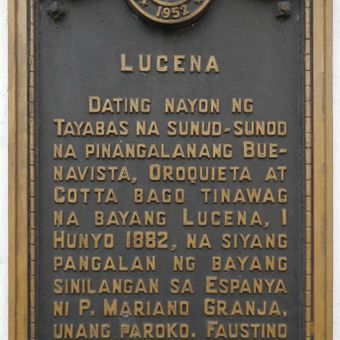 1952
LUCENA
DATING NAYON NG
TAYABAS NA SUNUD-SUNOD
NA PINANGALANANG BUE-
NAVISTA, OROQUIETA AT
COTTA BAGO TINAWAG
NA BAYANG LUCENA, 1
HUNYO 1882, NA SIYANG
PANGALAN NG BAYANG
SINILANGAN SA ESPANYA
NI P. MARIANO GRANJA,
UNANG PAROKO. FAUSTINO